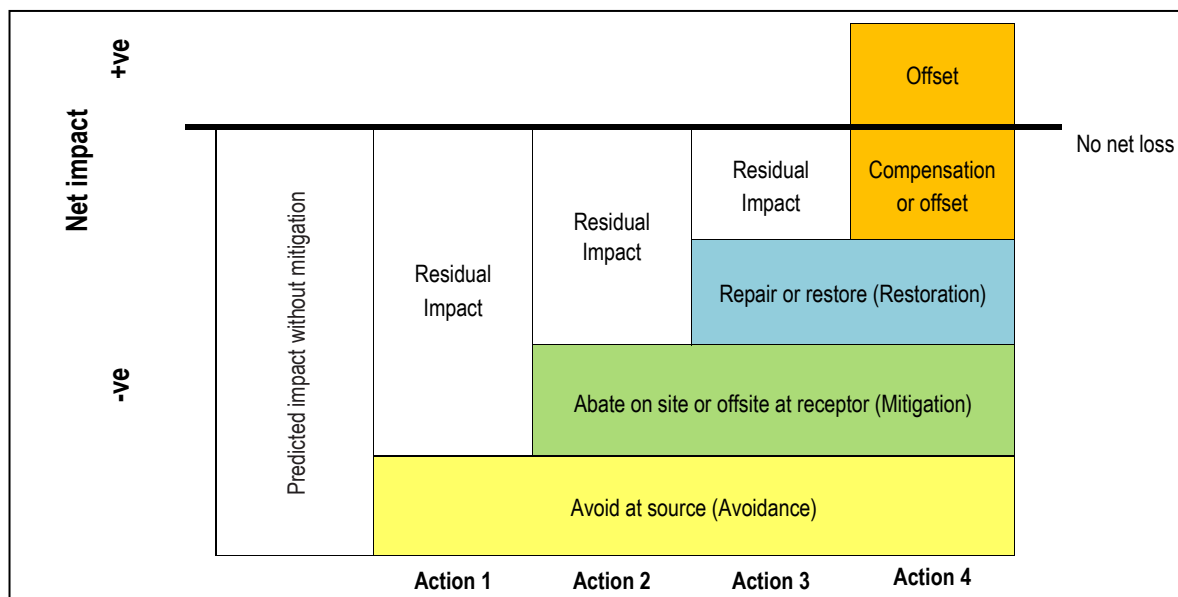 +ve
Net impact
-ve
Offset
No net loss
Predicted impact without mitigation
Residual
Impact
Residual
Impact
Residual
Impact
Compensation
or offset
Repair or restore (Restoration)
Abate on site or offsite at receptor (Mitigation)
Avoid at source (Avoidance)
Action 1
Action 2
Action 3
Action 4